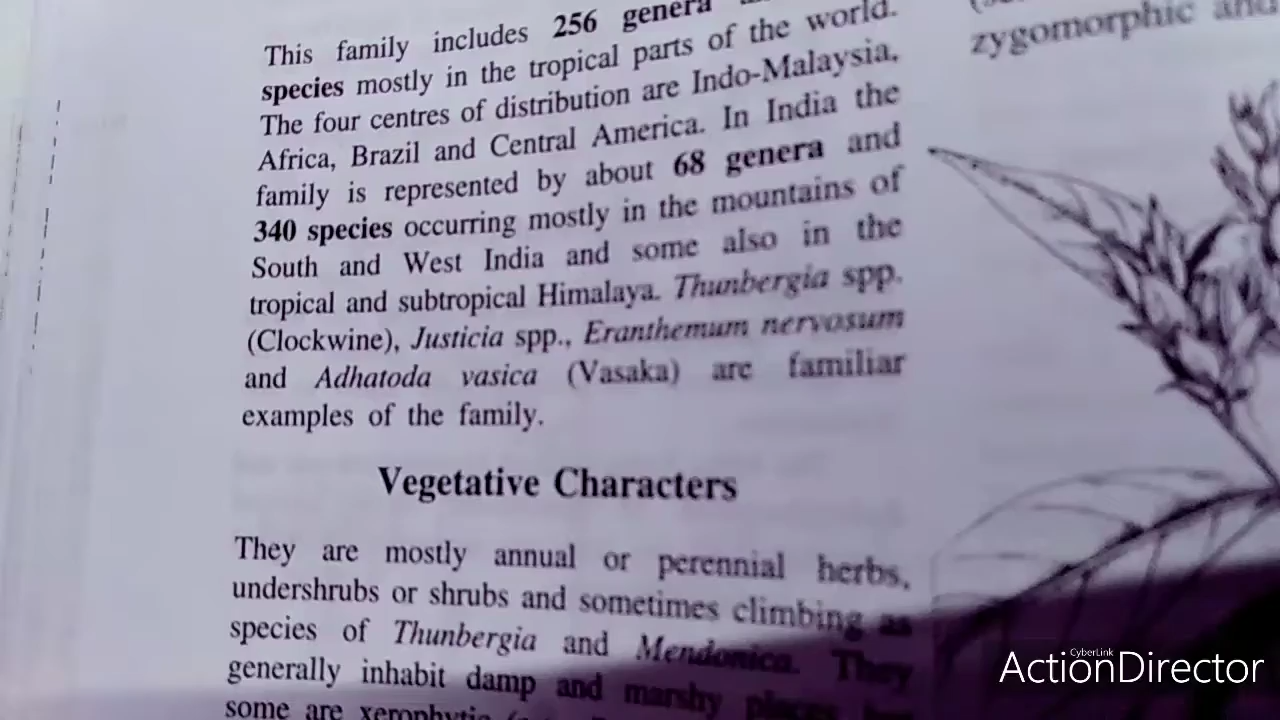 This family includes 256 genera
species mostly in the tropical parts of the world.
The four centres of distribution are Indo-Malaysia,
Africa, Brazil and Central America. In India the
family is represented by about 68 genera and
340 species occurring mostly in the mountains of
South and West India and some also in the
tropical and subtropical Himalaya. Thunbergia spp.
(Clockwine), Justicia spp., Eranthemum nervosum
and Adhatoda vasica (Vasaka) are familiar
examples of the family.
Vegetative Characters
They are mostly annual or perennial herbs,
undershrubs or shrubs and sometimes climbing as
species of Thunbergia and Mendonica. They
generally inhabit damp and marshy places
some are xerophytic
zygomorphic and
CyberLink
ActionDirector